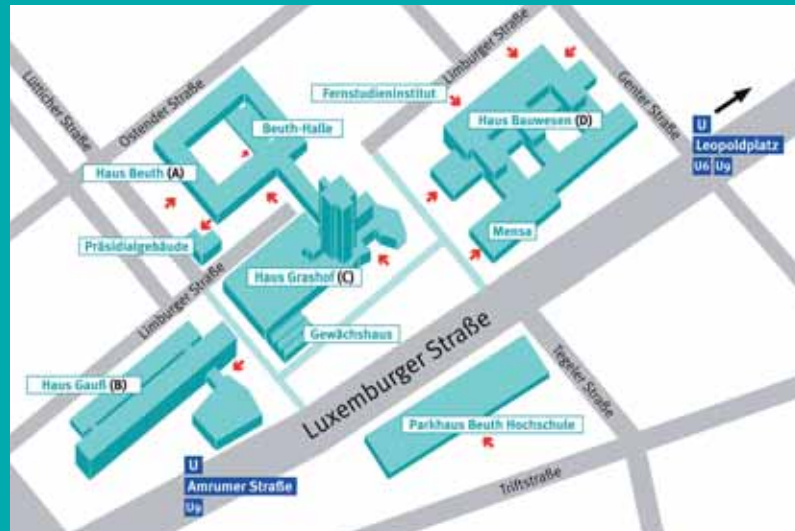 Lütticher Straße
Ostender Straße
Limburger Straße
Genter Straße
Fernstudieninstitut
Beuth-Halle
Haus Bauwesen (D)
U
Leopoldplatz
U6 U9
Haus Beuth (A)
Präsidialgebäude
Mensa
Haus Grashof (C)
Limburger Straße
Gewächshaus
Luxemburger Straße
Tegeler Straße
Haus Gauß (B)
Parkhaus Beuth Hochschule
U
Amrumer Straße
U9
Triftstraße